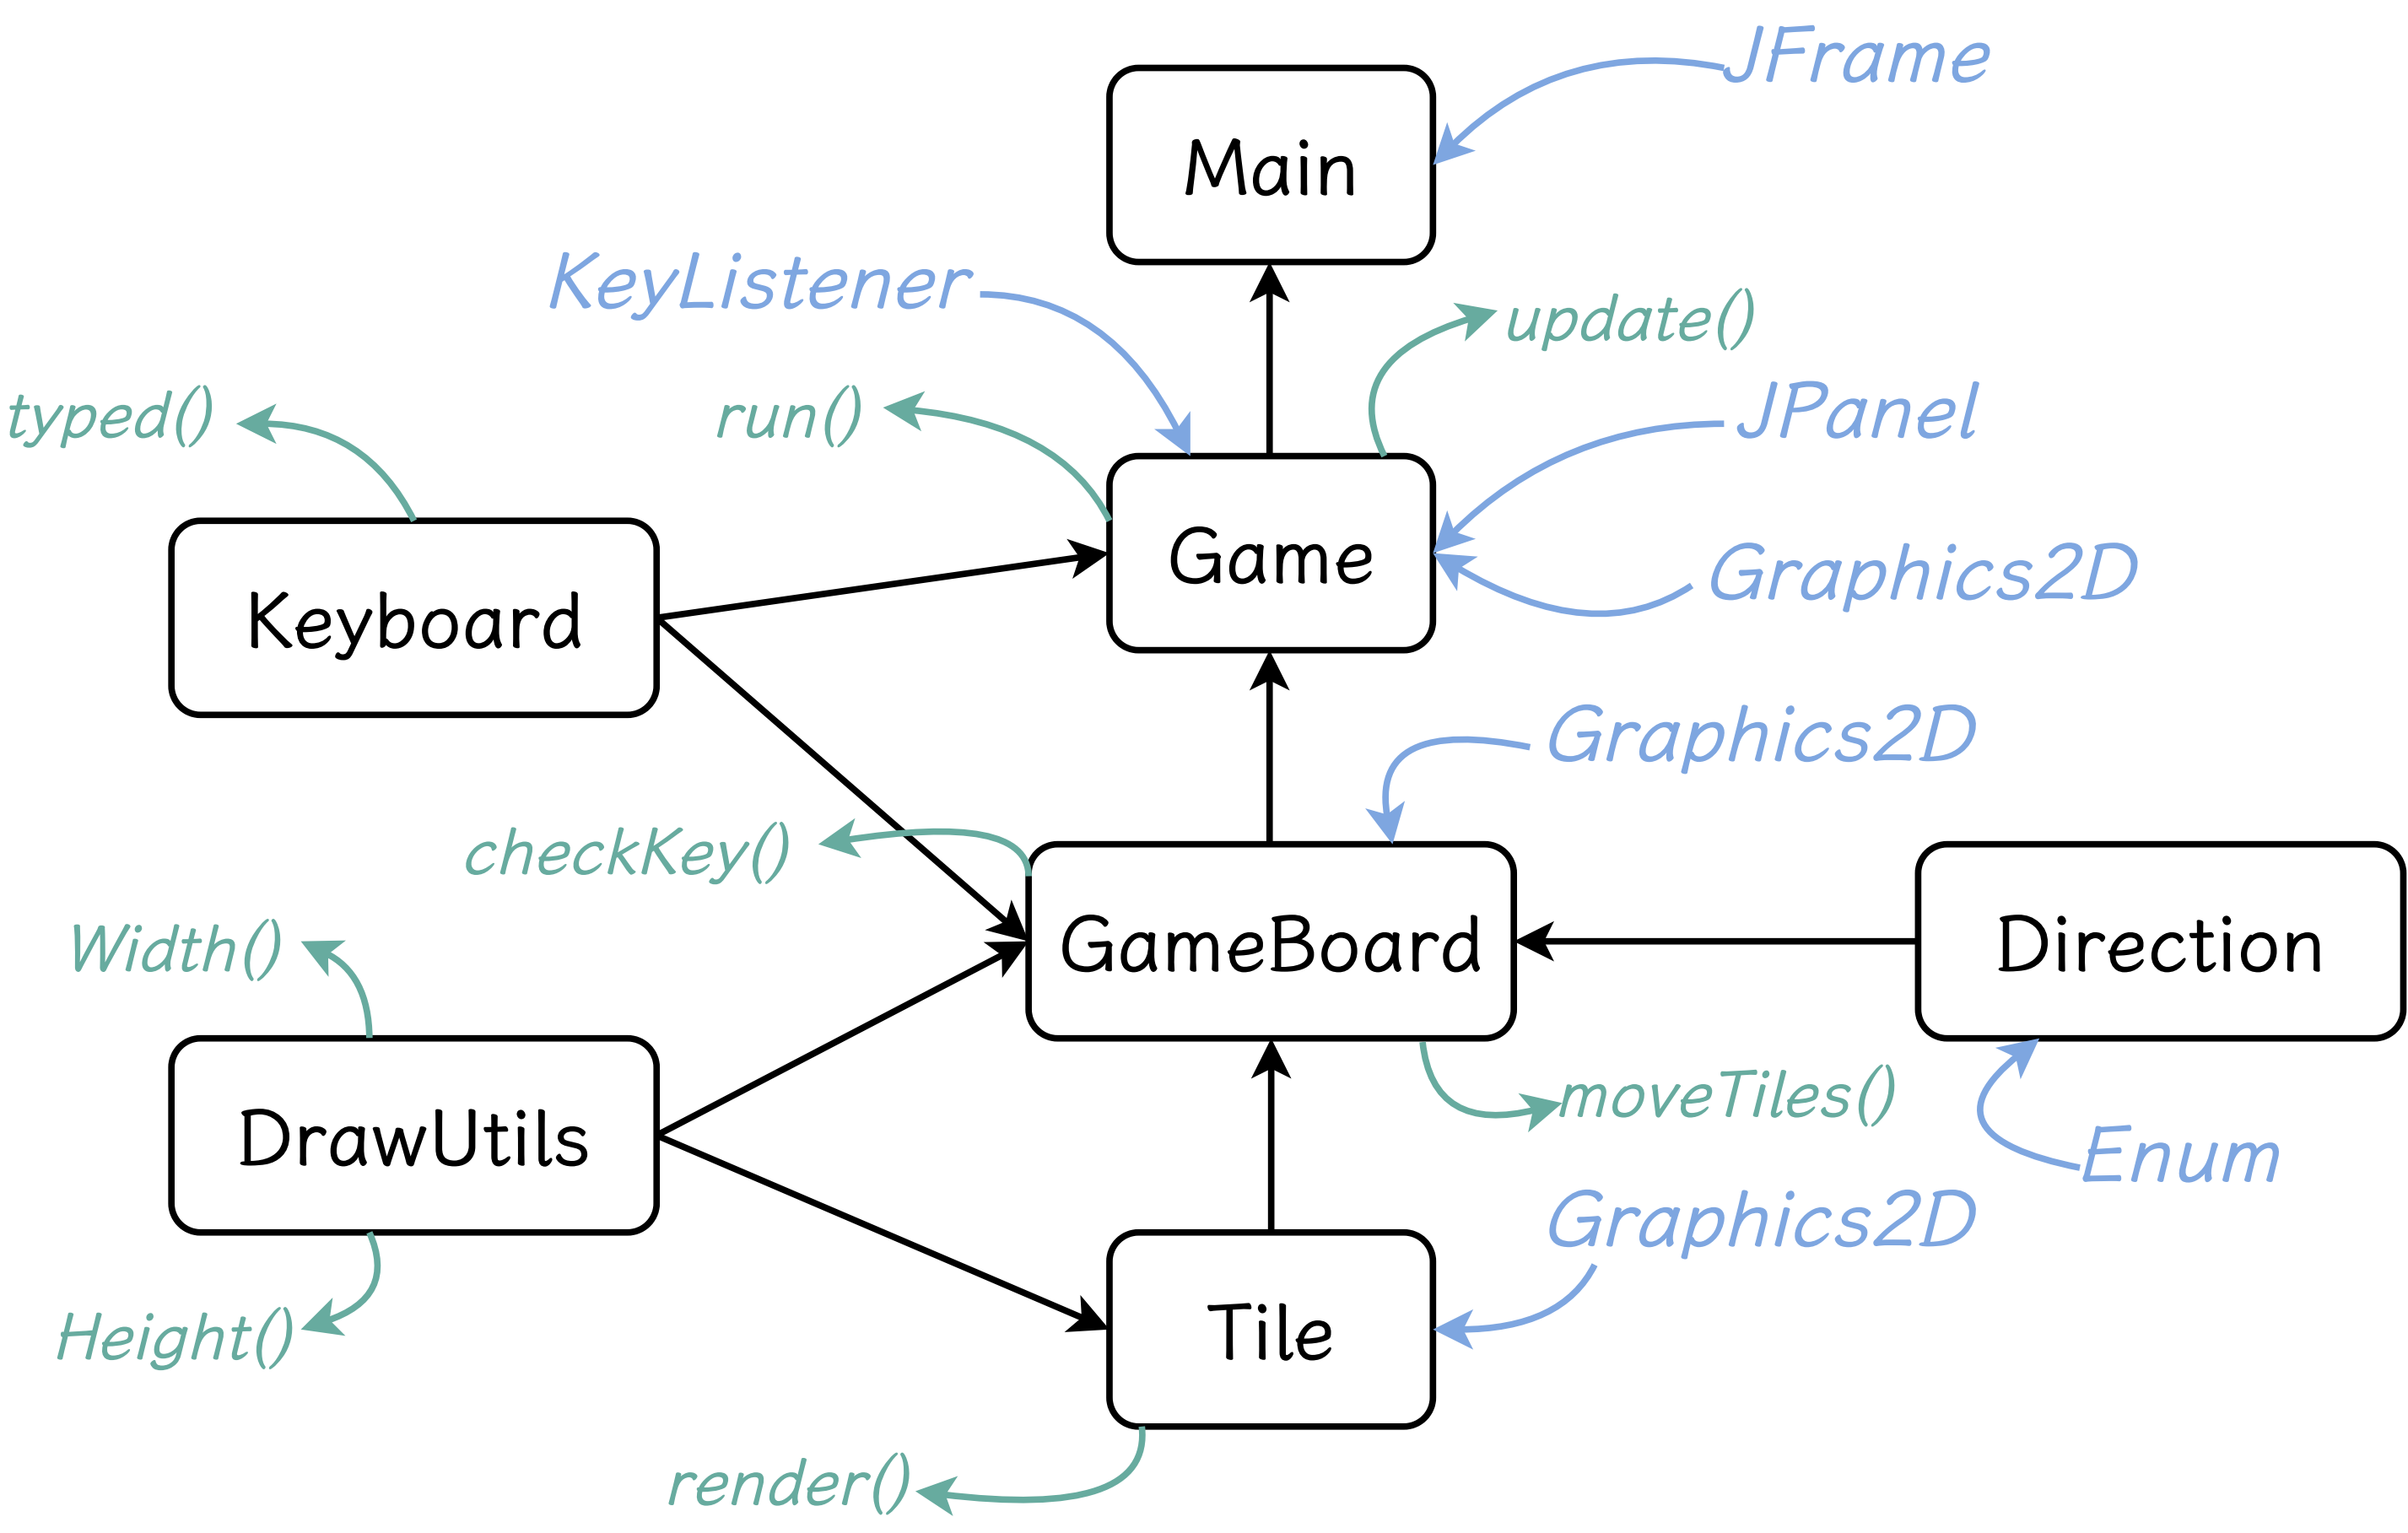 JFrame
Main
KeyListener
update()
typed()
run()
JPanel
Game
Graphics2D
Keyboard
Graphics2D
checkKey()
Width()
GameBoard
Direction
moveTiles()
DrawUtils
Enum
Graphics2D
Height()
Tile
render()